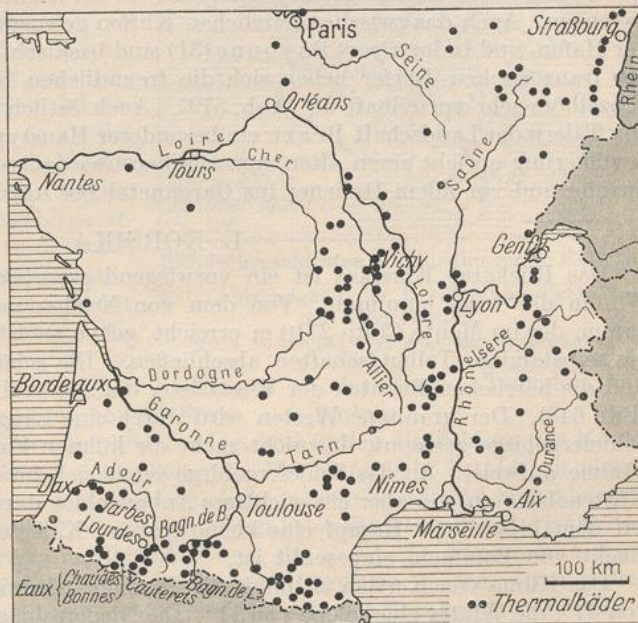 Paris
Straßburg
Rhein
Seine
Orléans
Saône
Loire
Cher
Tours
Nantes
Genf
Vichy
Loire
Lyon
Allier
Isère
Rhône
Dordogne
Bordeaux
Garonne
Tarn
Durance
Adour
Nîmes
Dax
Tarbes
Bagn.de B.
Toulouse
Aix
Lourdes
Marseille
Eaux
Chaudes
Bonnes
Cauterets
Bagn.de L.
100 km
Thermalbäder